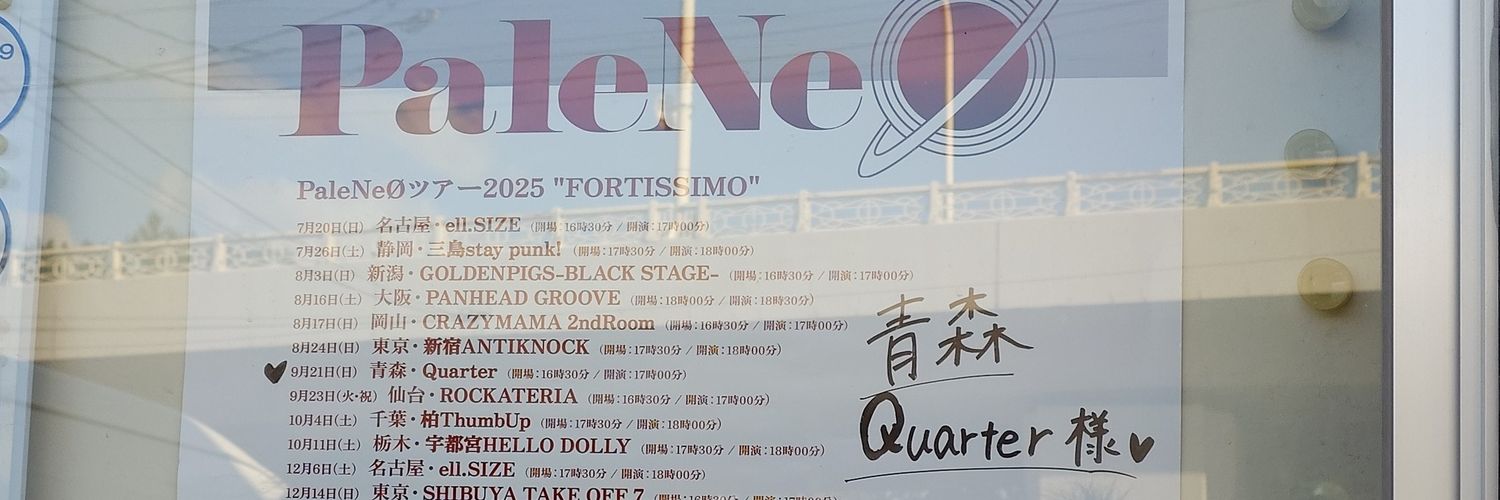 9
PaleNeØ
PaleNeØツアー2025 "FORTISSIMO"
7月20日(日) 名古屋・ell.SIZE (開場:16時30分 / 開演:17時00分)
7月26日(土) 静岡・三島stay punk! (開場:17時30分 / 開演:18時00分)
8月3日(日) 新潟・GOLDENPIGS-BLACK STAGE- (開場:16時30分 / 開演:17時00分)
8月16日(土) 大阪・PANHEAD GROOVE (開場:18時00分 / 開演:18時30分)
8月17日(日) 岡山・CRAZYMAMA 2ndRoom (開場:16時30分 / 開演:17時00分)
8月24日(日) 東京・新宿ANTIKNOCK (開場:17時30分 / 開演:18時00分)
9月21日(日) 青森・Quarter (開場:16時30分 / 開演:17時00分)
9月23日(火・祝) 仙台・ROCKATERIA (開場:16時30分 / 開演:17時00分)
10月4日(土) 千葉・柏ThumbUp (開場:17時30分 / 開演:18時00分)
10月11日(土) 栃木・宇都宮HELLO DOLLY (開場:17時30分 / 開演:18時00分)
12月6日(土) 名古屋・ell.SIZE (開場:17時30分 / 開演:18時00分)
12月14日(日) 東京・SHIBUYA TAKE OFF 7
青森
Quarter 様♥